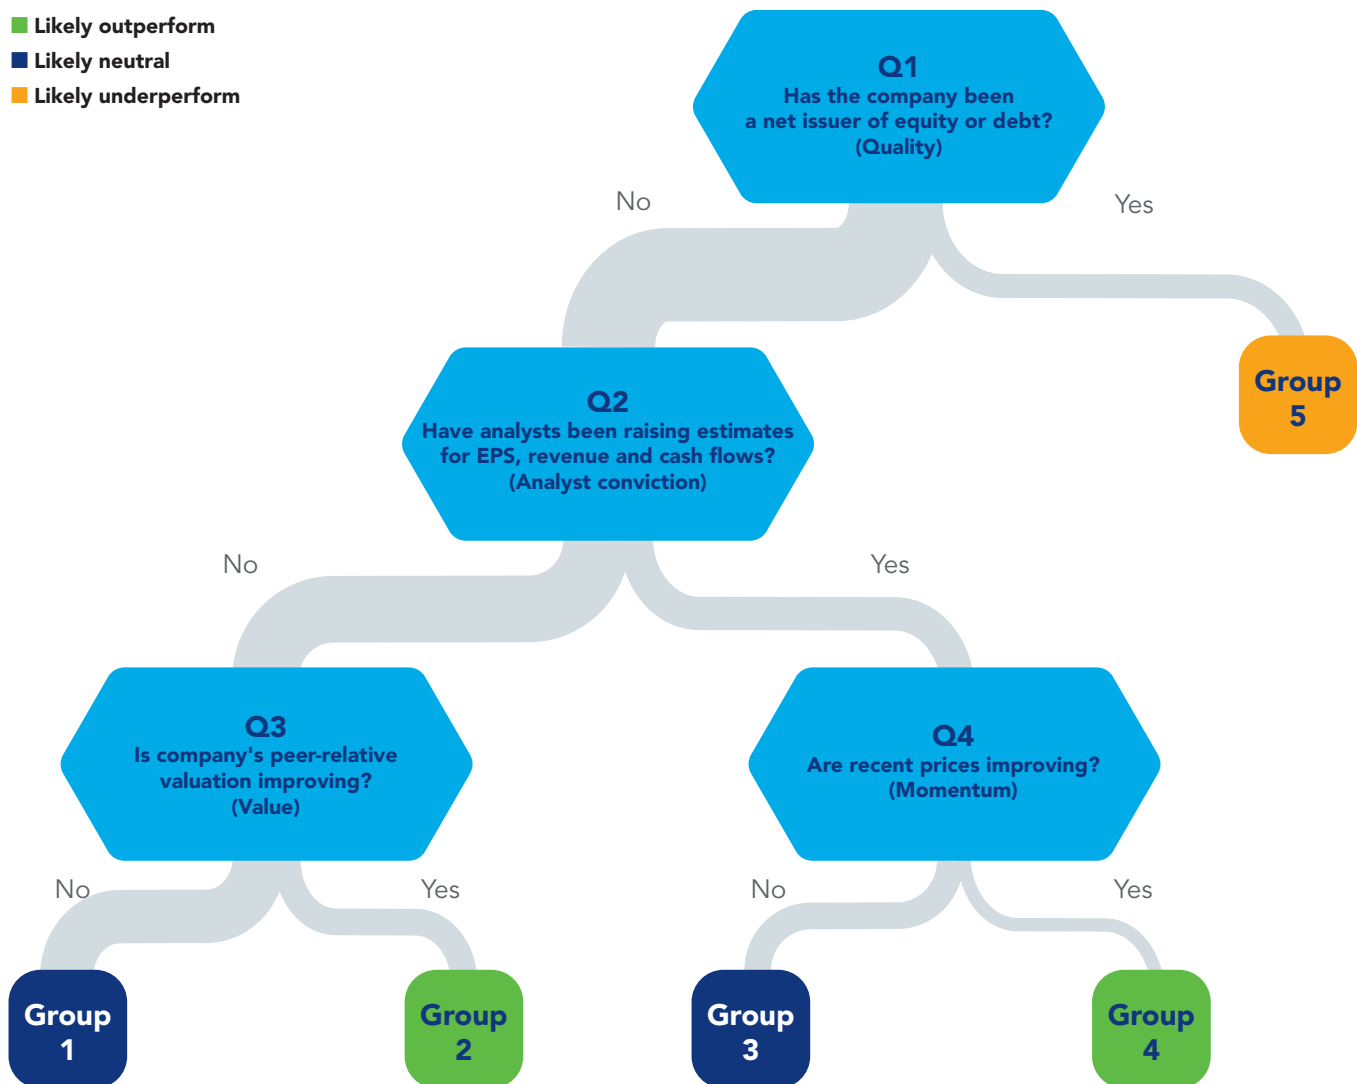 Likely outperform
Likely neutral
Likely underperform
Q1
Has the company been
a net issuer of equity or debt?
(Quality)
No
Yes
Group
5
Q2
Have analysts been raising estimates
for EPS, revenue and cash flows?
(Analyst conviction)
No
Yes
Q3
Is company's peer-relative
valuation improving?
(Value)
Q4
Are recent prices improving?
(Momentum)
No
Yes
No
Yes
Group
1
Group
2
Group
3
Group
4